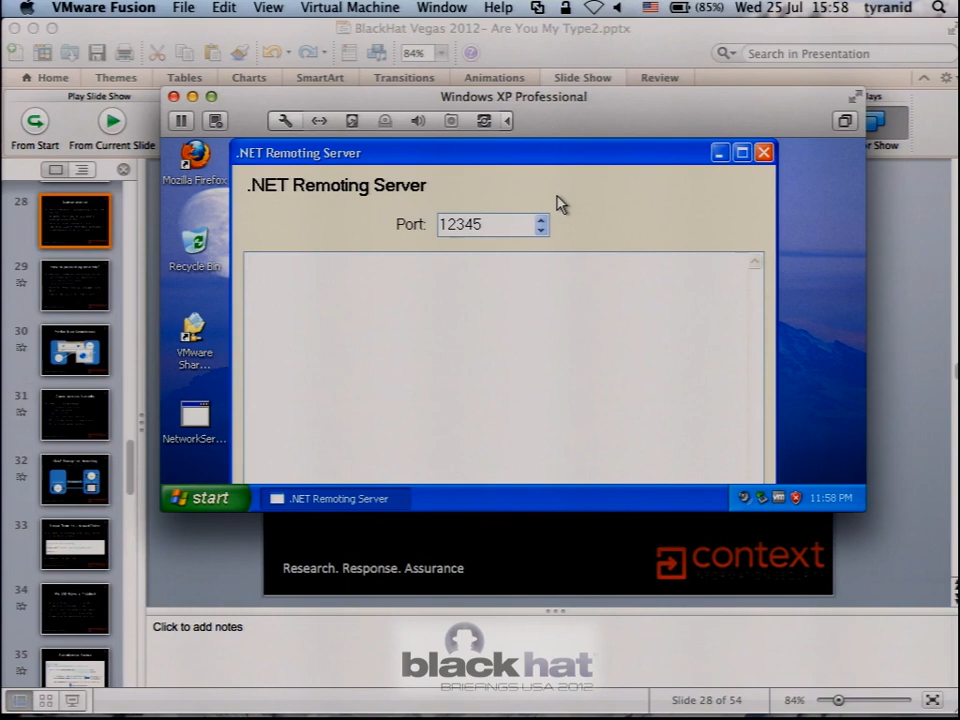 VMware Fusion File Edit View Virtual Machine Window Help (85%) Wed 25 Jul 15:58 tyranid
BlackHat Vegas 2012- Are You My Type2.pptx
84% Search in Presentation
Home Themes Tables Charts SmartArt Transitions Animations Slide Show Review
Play Slide Show
From Start From Current Slide
Windows XP Professional
Mozilla Firefox
.NET Remoting Server
.NET Remoting Server
Port: 12345
Recycle Bin
VMware
Shar...
NetworkSer...
start .NET Remoting Server 11:58 PM
28
29
30
31
32
33
34
35
Research. Response. Assurance
context
Click to add notes
black hat
BRIEFINGS USA 2012
Slide 28 of 54 84%